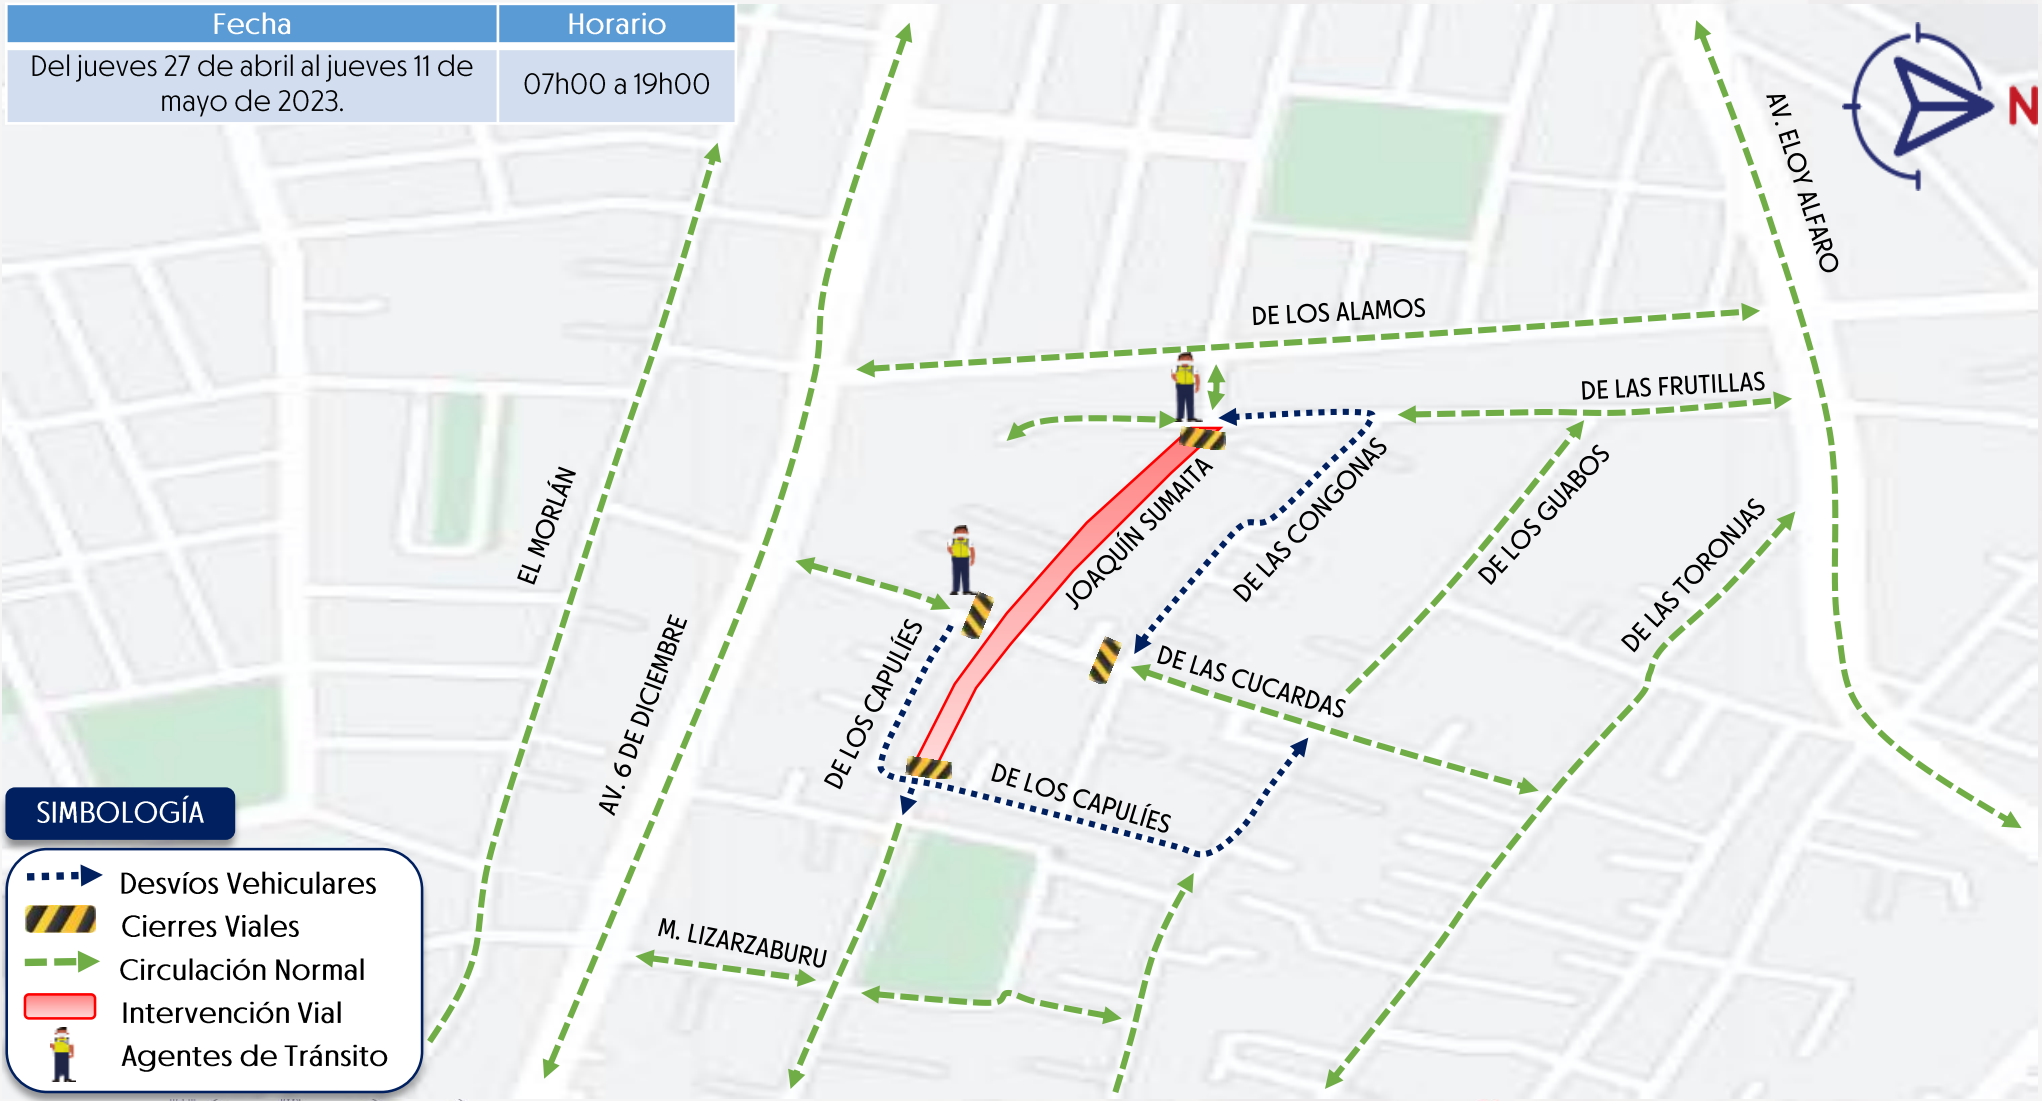 Fecha
Horario
Del jueves 27 de abril al jueves 11 de
mayo de 2023.
07h00 a 19h00
N
AV. ELOY ALFARO
DE LOS ALAMOS
DE LAS FRUTILLAS
EL MORLÁN
JOAQUÍN SUMAITA
DE LAS CONGONAS
DE LOS GUABOS
DE LAS TORONJAS
AV. 6 DE DICIEMBRE
DE LOS CAPULÍES
DE LAS CUCARDAS
DE LOS CAPULÍES
M. LIZARZABURU
SIMBOLOGÍA
Desvíos Vehiculares
Cierres Viales
Circulación Normal
Intervención Vial
Agentes de Tránsito